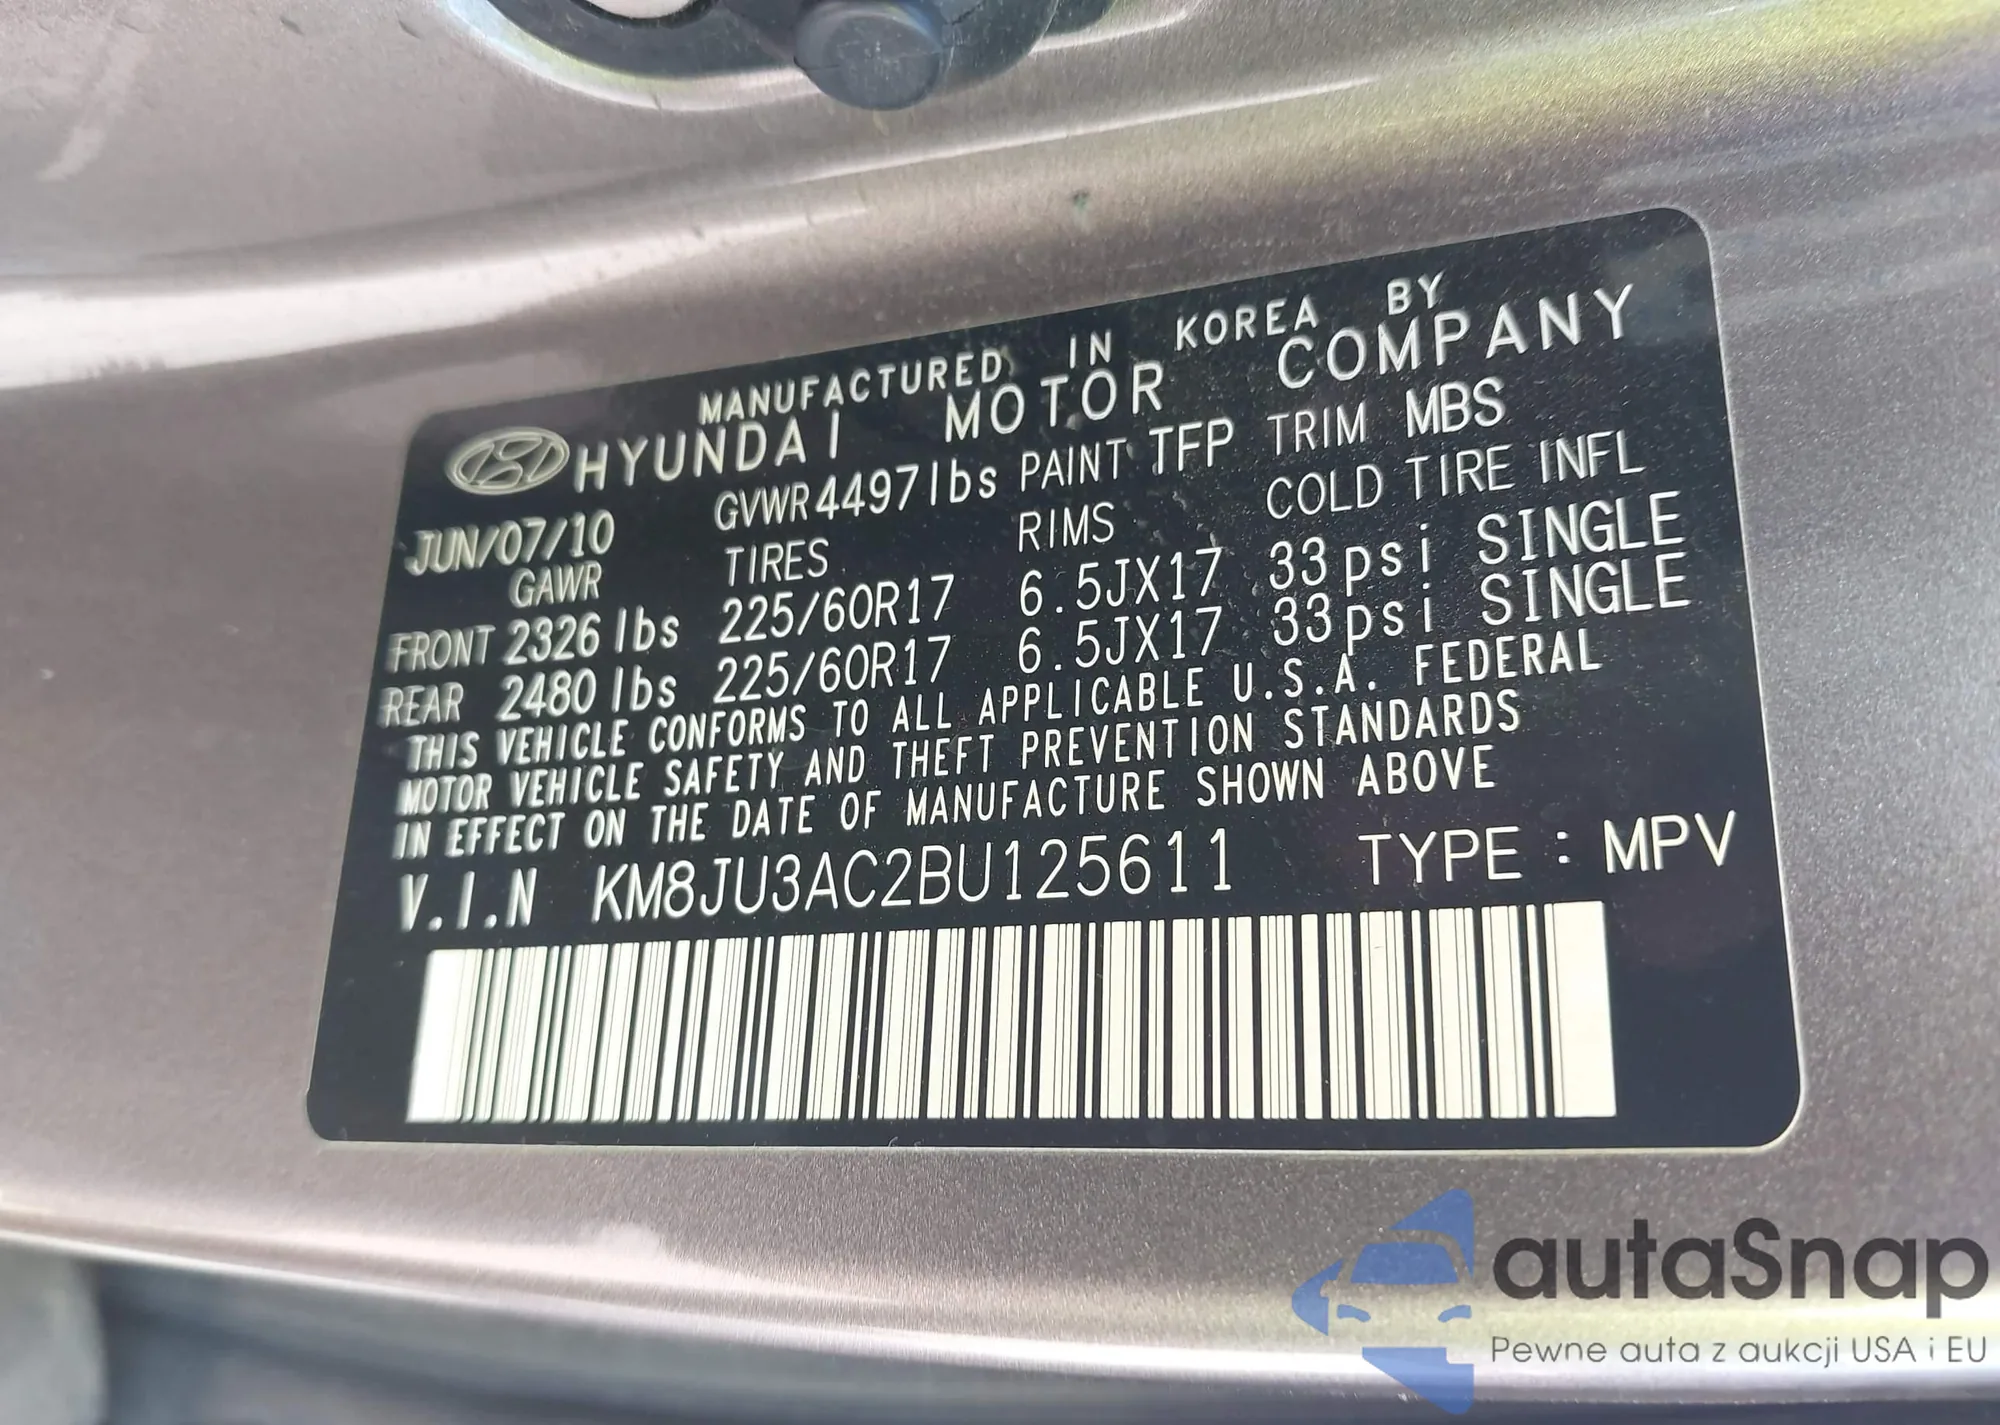 MANUFACTURED IN KOREA BY
HYUNDAI MOTOR COMPANY
JUN/07/10 GVWR 4497 lbs PAINT TFP TRIM MBS
GAWR TIRES RIMS COLD TIRE INFL
FRONT 2326 lbs 225/60R17 6.5JX17 33psi SINGLE
REAR 2480 lbs 225/60R17 6.5JX17 33psi SINGLE
THIS VEHICLE CONFORMS TO ALL APPLICABLE U.S.A. FEDERAL
MOTOR VEHICLE SAFETY AND THEFT PREVENTION STANDARDS
IN EFFECT ON THE DATE OF MANUFACTURE SHOWN ABOVE
V.I.N KM8JU3AC2BU125611 TYPE : MPV
autaSnap
Pewne auta z aukcji USA i EU